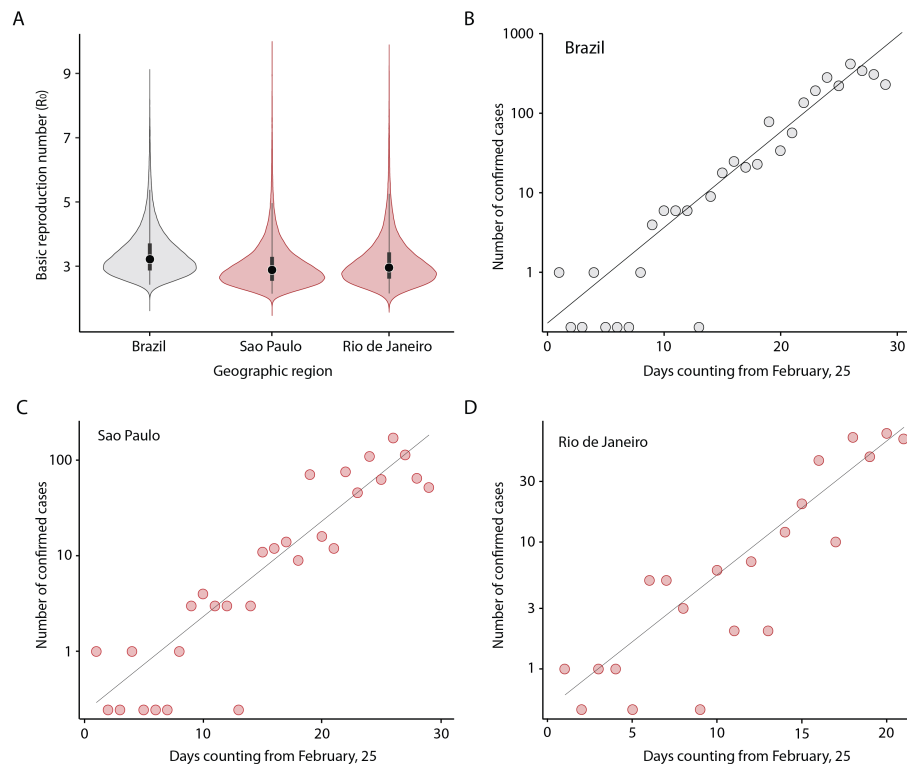 A
Basic reproduction number (R₀)
9
7
5
3
Brazil
Sao Paulo
Rio de Janeiro
Geographic region
B
Brazil
Number of confirmed cases
1000
100
10
1
0
10
20
30
Days counting from February, 25
C
Sao Paulo
Number of confirmed cases
100
10
1
0
10
20
30
Days counting from February, 25
D
Rio de Janeiro
Number of confirmed cases
30
10
3
1
0
5
10
15
20
Days counting from February, 25